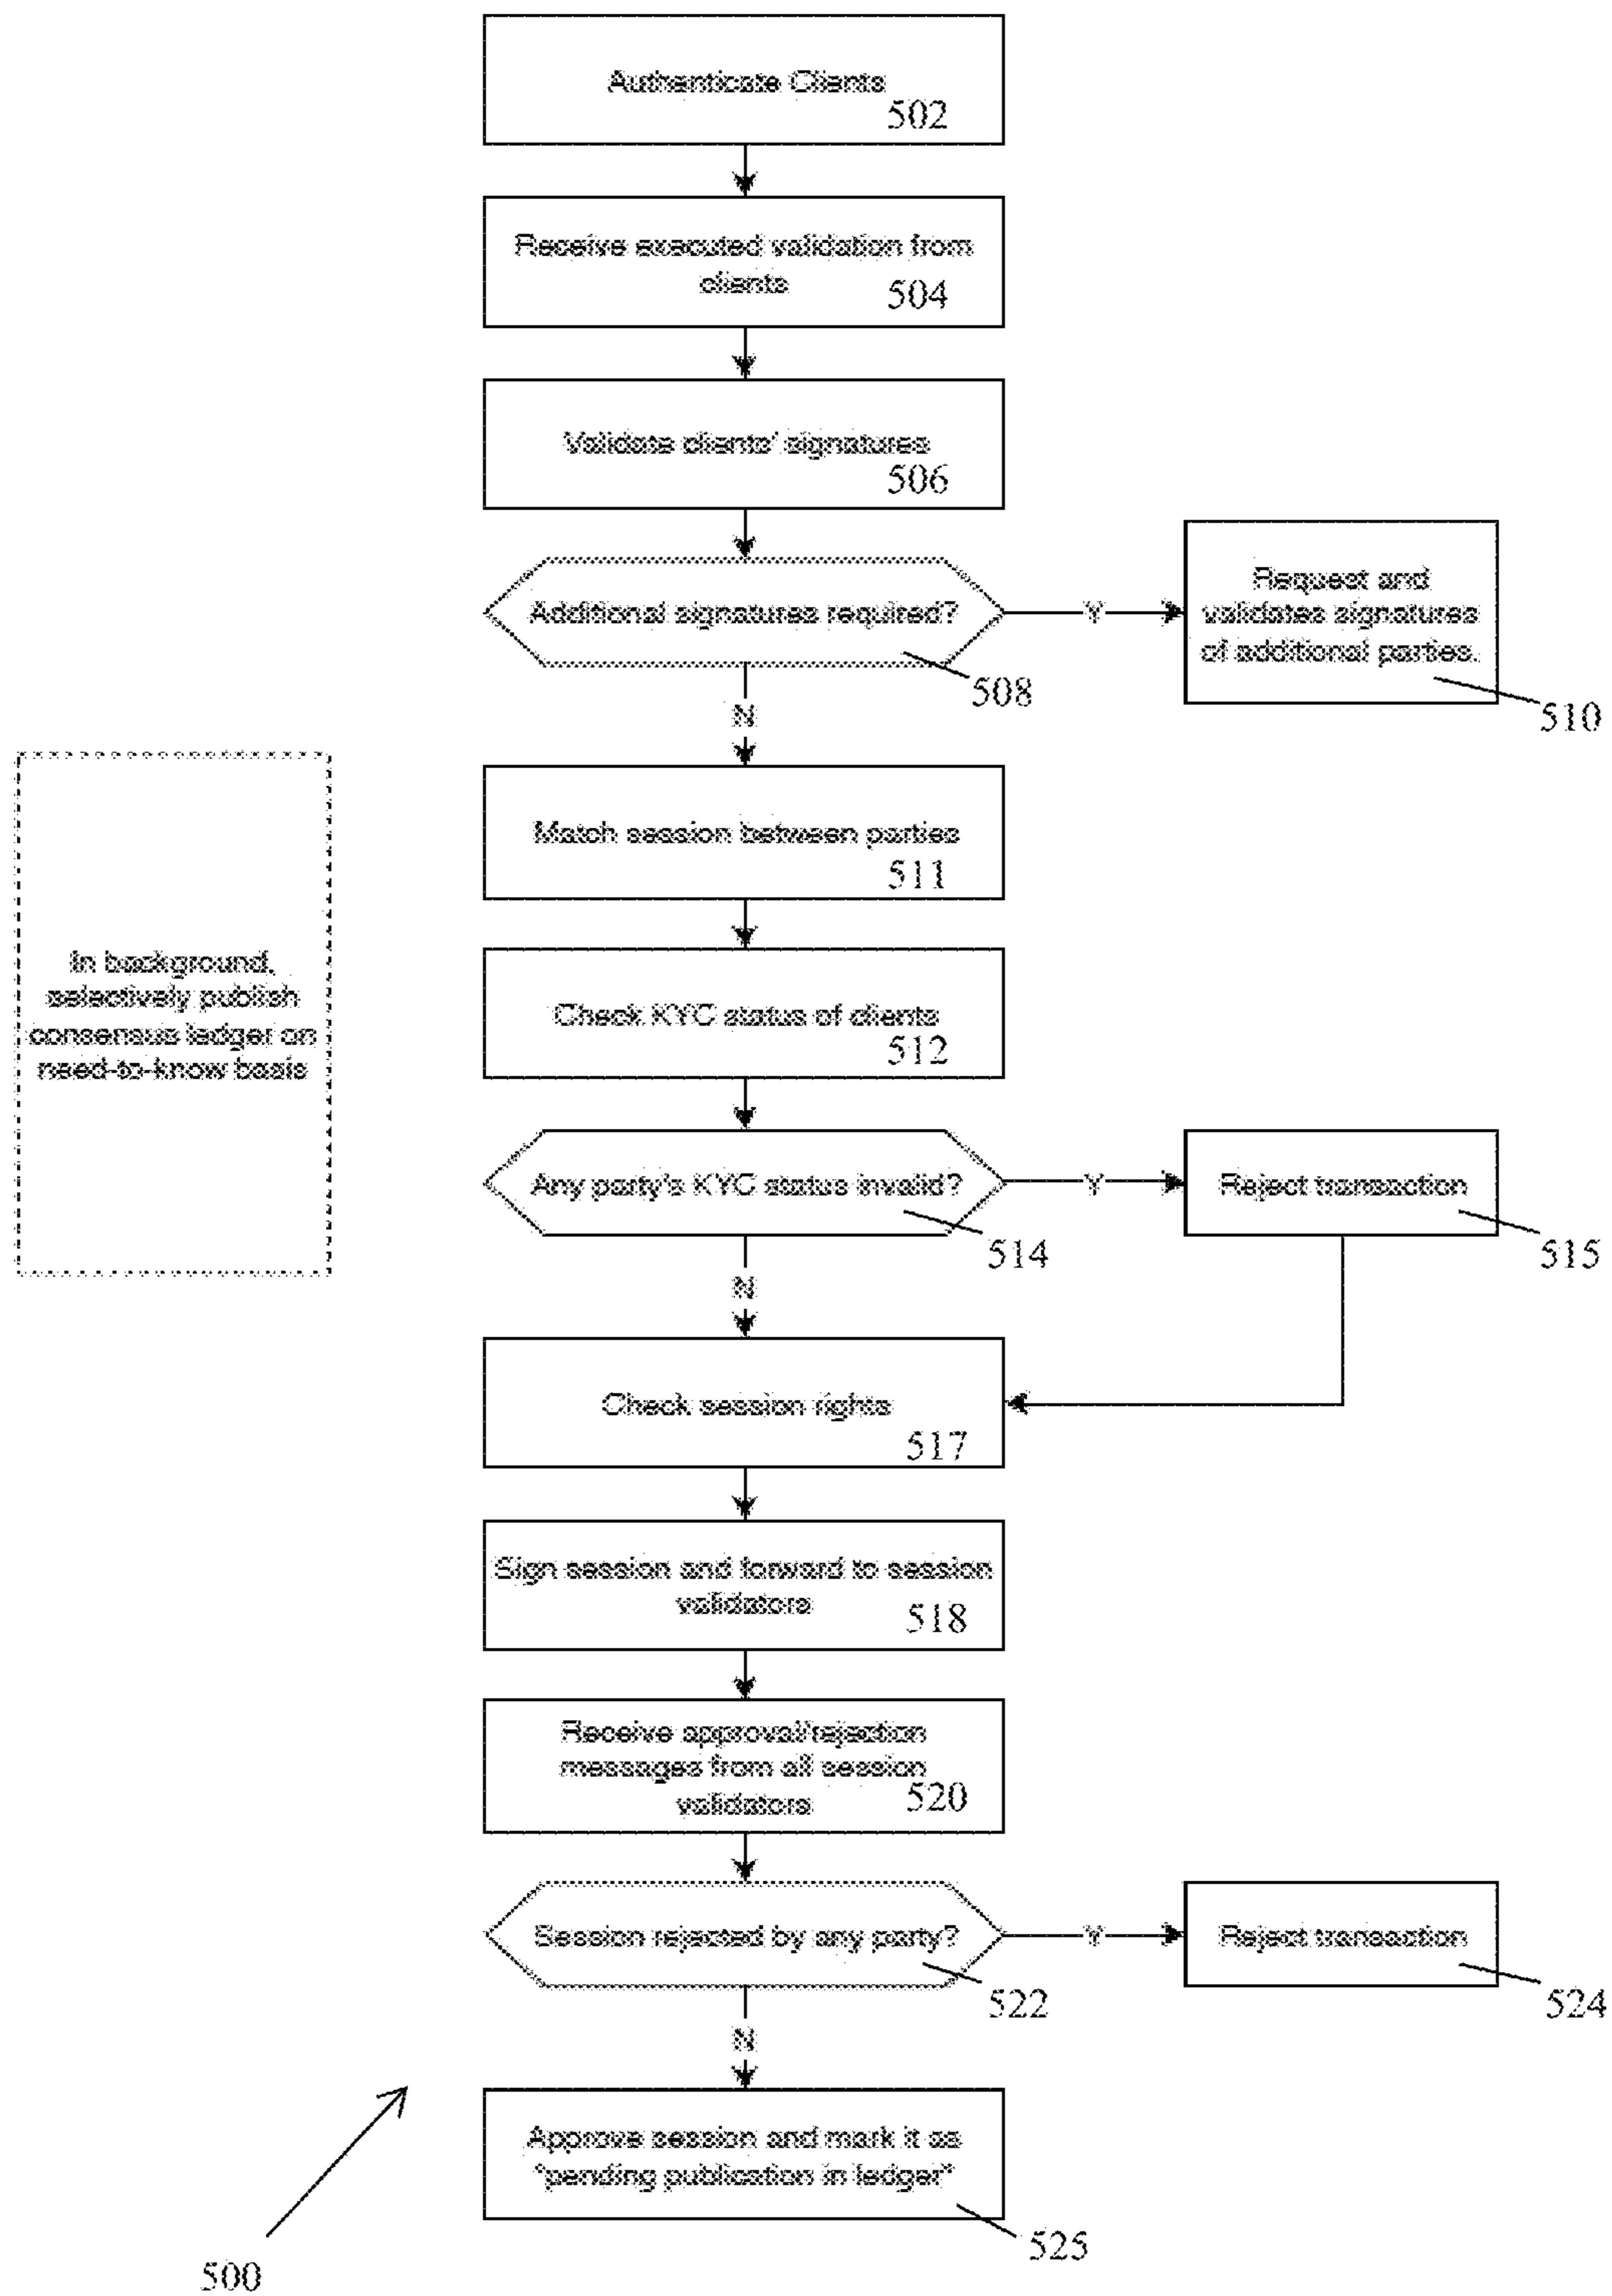 Authenticate Clients
502
Receive executed validation from
clients
504
Validate clients' signatures
506
Additional signatures required?
508
Y
Request and
validates signatures
of additional parties.
510
N
Match session between parties
511
In background,
selectively publish
consensus ledger on
need-to-know basis
Check KYC status of clients
512
Any party's KYC status invalid?
514
Y
Reject transaction
515
N
Check session rights
517
Sign session and forward to session
validators
518
Receive approval/rejection
messages from all session
validators
520
Session rejected by any party?
522
Y
Reject transaction
524
N
Approve session and mark it as
"pending publication in ledger"
525
500